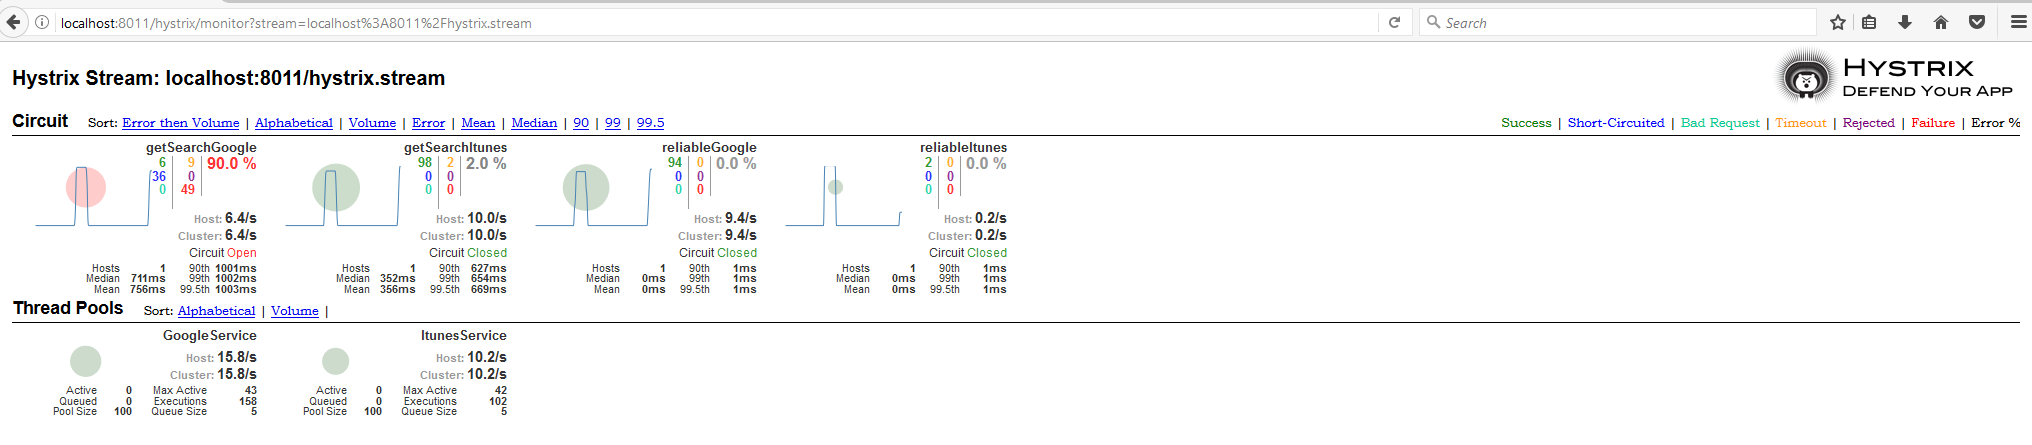 localhost:8011/hystrix/monitor?stream=localhost%3A8011%2Fhystrix.stream
Search
Hystrix Stream: localhost:8011/hystrix.stream
HYSTRIX
DEFEND YOUR APP
Circuit Sort: Error then Volume | Alphabetical | Volume | Error | Mean | Median | 90 | 99 | 99.5
Success | Short-Circuited | Bad Request | Timeout | Rejected | Failure | Error %
getSearchGoogle
6 9 90.0 %
36 0
0 49
Host: 6.4/s
Cluster: 6.4/s
Circuit Open
Hosts 1 90th 1001ms
Median 711ms 99th 1002ms
Mean 756ms 99.5th 1003ms
getSearchItunes
98 2 2.0 %
0 0
0 0
Host: 10.0/s
Cluster: 10.0/s
Circuit Closed
Hosts 1 90th 627ms
Median 352ms 99th 654ms
Mean 356ms 99.5th 669ms
reliableGoogle
94 0 0.0 %
0 0
0 0
Host: 9.4/s
Cluster: 9.4/s
Circuit Closed
Hosts 1 90th 1ms
Median 0ms 99th 1ms
Mean 0ms 99.5th 1ms
reliableItunes
2 0 0.0 %
0 0
0 0
Host: 0.2/s
Cluster: 0.2/s
Circuit Closed
Hosts 1 90th 1ms
Median 0ms 99th 1ms
Mean 0ms 99.5th 1ms
Thread Pools Sort: Alphabetical | Volume |
GoogleService
Host: 15.8/s
Cluster: 15.8/s
Active 0 Max Active 43
Queued 0 Executions 158
Pool Size 100 Queue Size 5
ItunesService
Host: 10.2/s
Cluster: 10.2/s
Active 0 Max Active 42
Queued 0 Executions 102
Pool Size 100 Queue Size 5